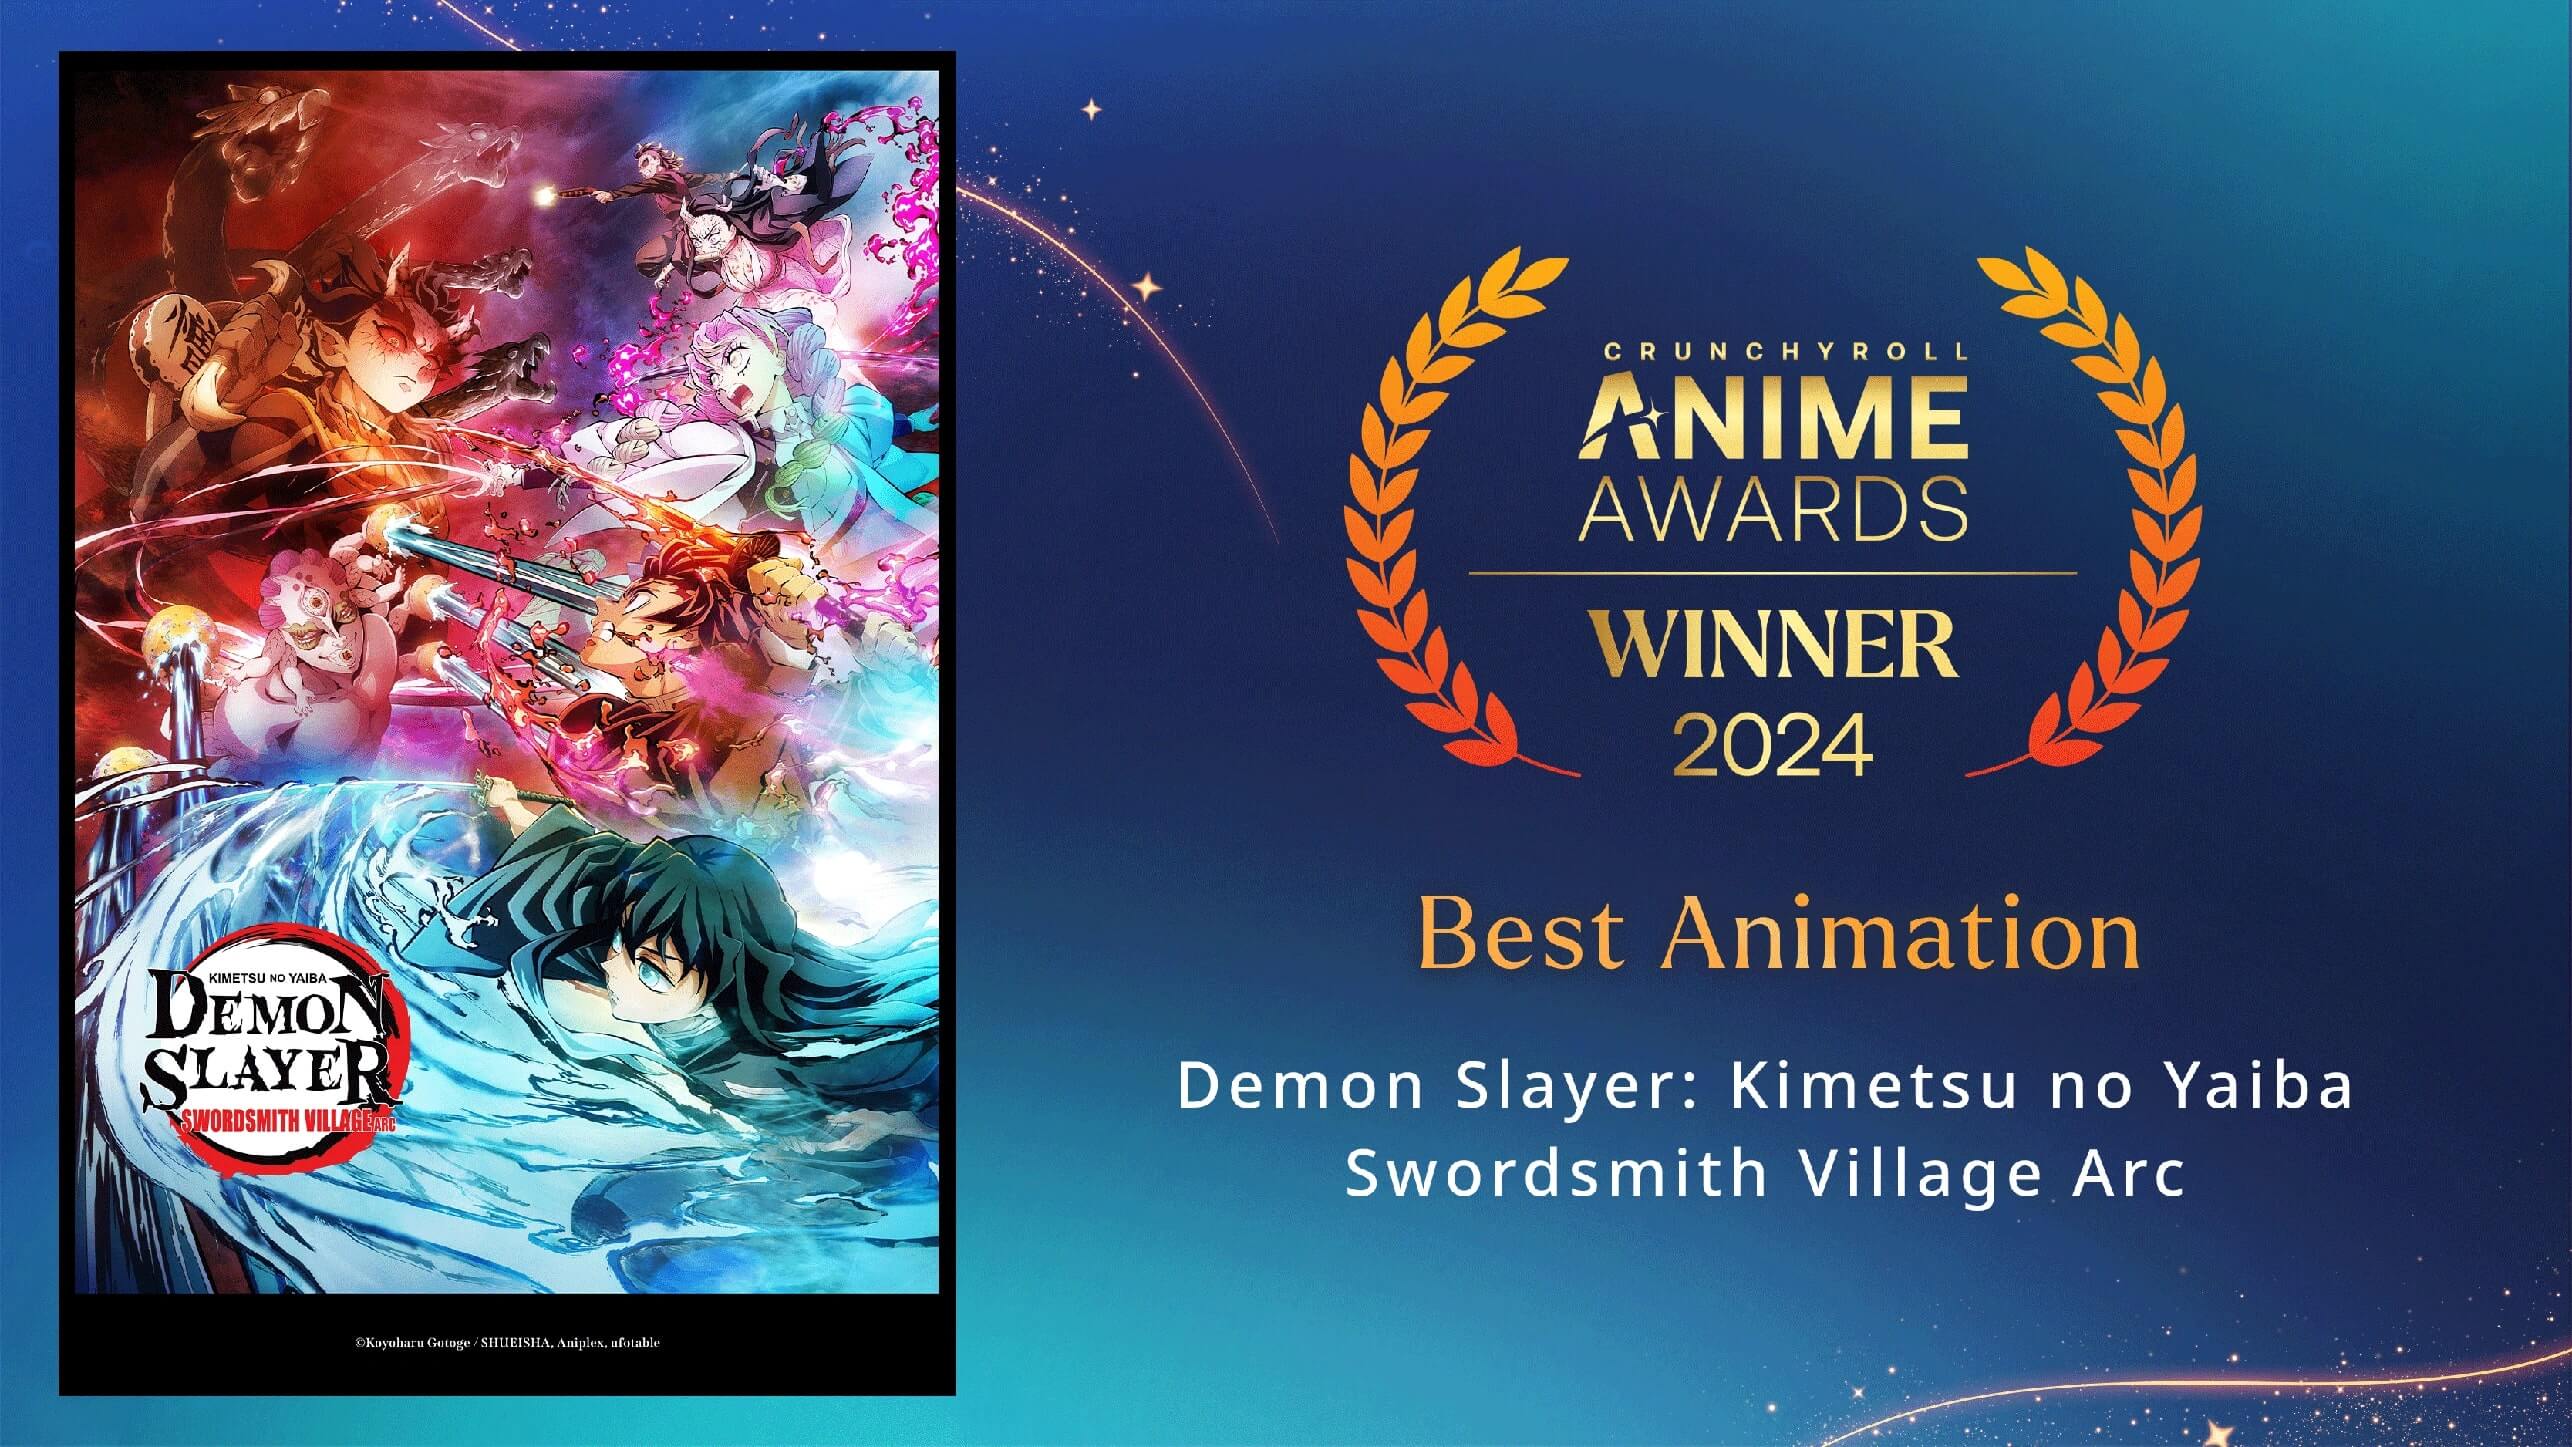 KIMETSU NO YAIBA
DEMON
SLAYER
SWORDSMITH VILLAGE ARC
©Koyoharu Gotoge / SHUEISHA, Aniplex, ufotable
CRUNCHYROLL
ANIME
AWARDS
WINNER
2024
Best Animation
Demon Slayer: Kimetsu no Yaiba
Swordsmith Village Arc